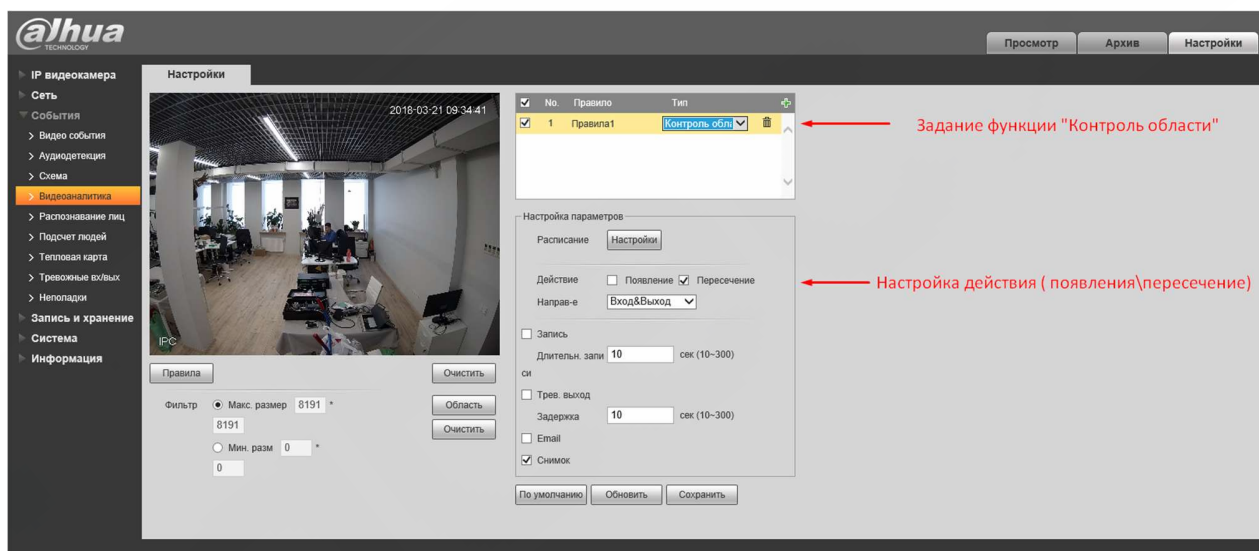 alhua
TECHNOLOGY
Просмотр
Архив
Настройки
IP видеокамера
Сеть
События
Видео события
Аудиодетекция
Схема
Видеоаналитика
Распознавание лиц
Подсчет людей
Тепловая карта
Тревожные вх/вых
Неполадки
Запись и хранение
Система
Информация
Настройки
2018-03-21 09:34:41
IPC
Правила
Очистить
Фильтр Макс. размер 8191 *
8191
Мин. разм 0 *
0
Область
Очистить
No. Правило Тип
1 Правила1 Контроль обла
Задание функции "Контроль области"
Настройка параметров
Расписание Настройки
Действие Появление Пересечение
Направ-е Вход&Выход
Настройка действия ( появления\пересечение)
Запись
Длительн. запи 10 сек (10~300)
си
Трев. выход
Задержка 10 сек (10~300)
Email
Снимок
По умолчанию Обновить Сохранить